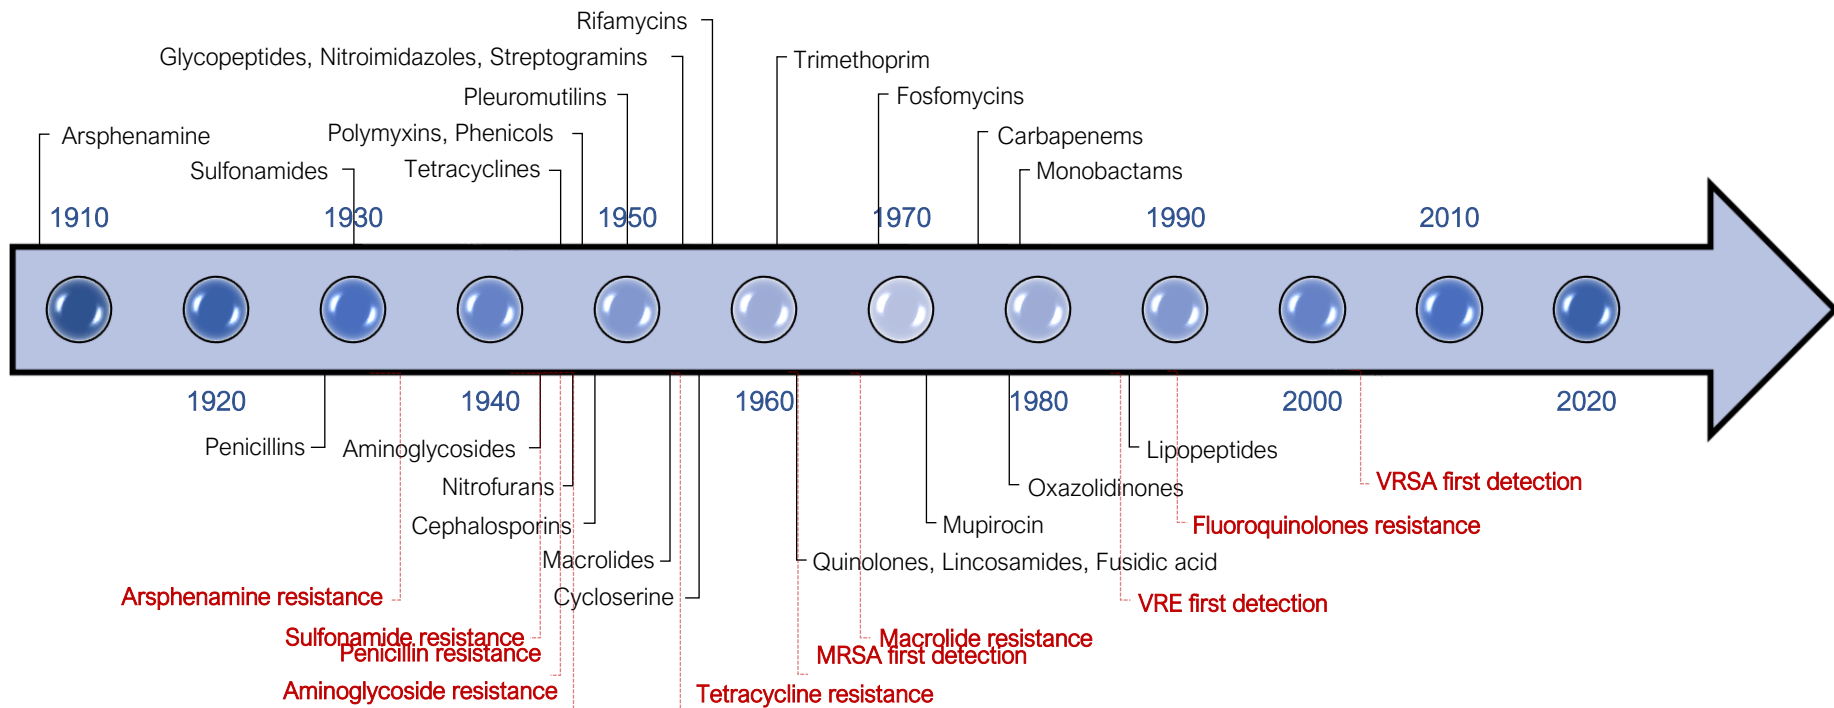 Rifamycins
Glycopeptides, Nitroimidazoles, Streptogramins
Trimethoprim
Pleuromutilins
Fosfomycins
Arsphenamine
Polymyxins, Phenicols
Carbapenems
Sulfonamides
Tetracyclines
Monobactams
1910
1930
1950
1970
1990
2010
1920
1940
1960
1980
2000
2020
Penicillins
Aminoglycosides
Lipopeptides
Nitrofurans
Oxazolidinones
VRSA first detection
Cephalosporins
Mupirocin
Fluoroquinolones resistance
Macrolides
Quinolones, Lincosamides, Fusidic acid
Arsphenamine resistance
Cycloserine
VRE first detection
Sulfonamide resistance
Macrolide resistance
Penicillin resistance
MRSA first detection
Aminoglycoside resistance
Tetracycline resistance